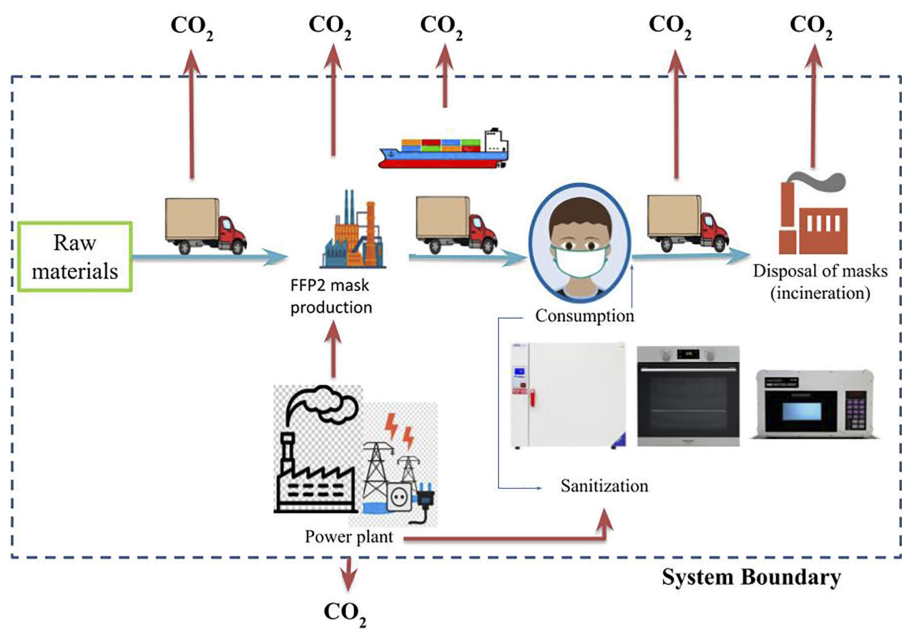 CO2
CO2
CO2
CO2
CO2
Raw
materials
FFP2 mask
production
Consumption
Disposal of masks
(incineration)
Sanitization
Power plant
System Boundary
CO2